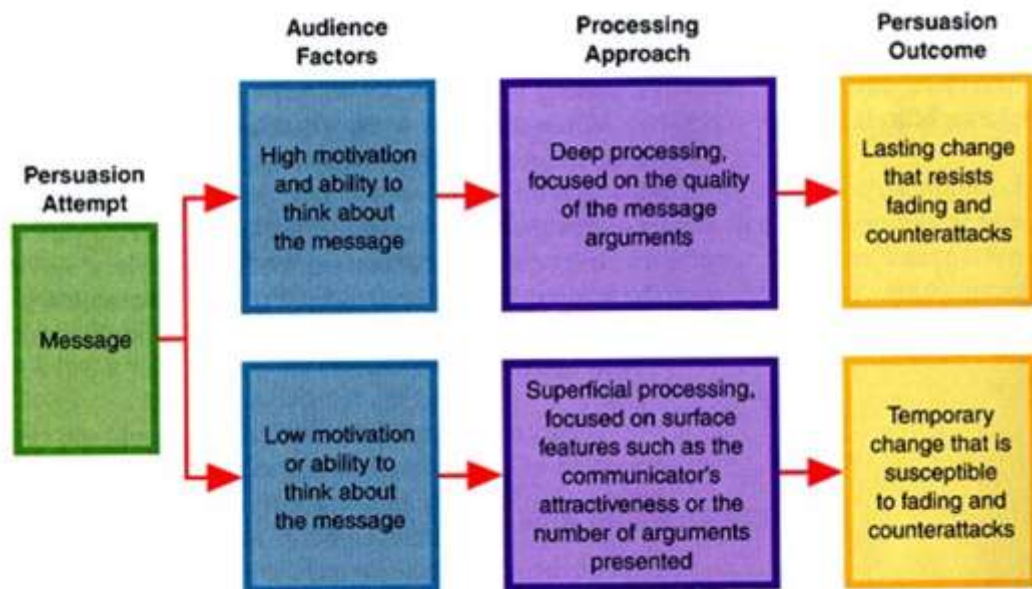 Audience
Factors
Processing
Approach
Persuasion
Outcome
Persuasion
Attempt
Message
High motivation
and ability to
think about
the message
Deep processing,
focused on the quality
of the message
arguments
Lasting change
that resists
fading and
counterattacks
Low motivation
or ability to
think about
the message
Superficial processing,
focused on surface
features such as the
communicator's
attractiveness or the
number of arguments
presented
Temporary
change that is
susceptible
to fading and
counterattacks